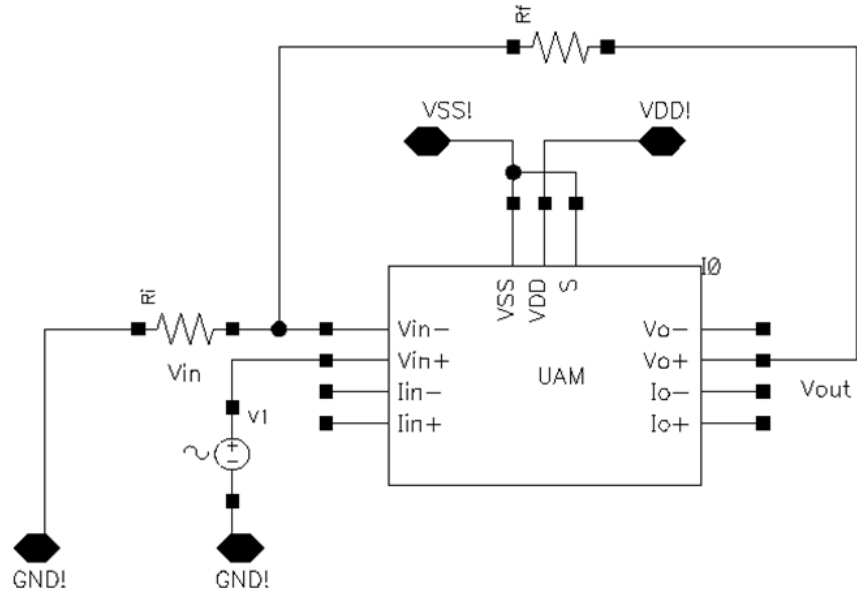 Rf
VSS!
VDD!
I0
VSS
VDD
S
Ri
Vin-
Vo-
Vin
Vin+
UAM
Vo+
Iin-
Io-
Vout
Iin+
Io+
v1
+
-
GND!
GND!